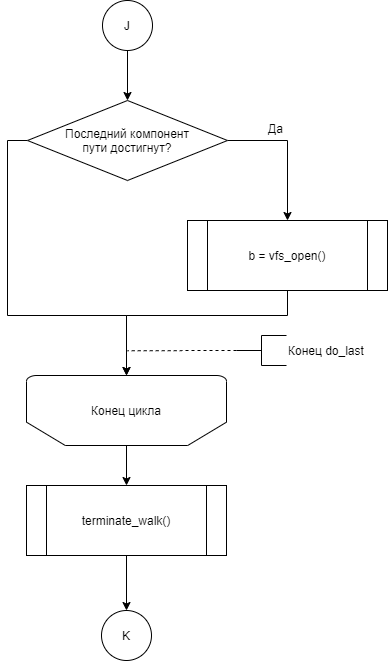 J
Последний компонент
пути достигнут?
Да
b = vfs_open()
Конец do_last
Конец цикла
terminate_walk()
K